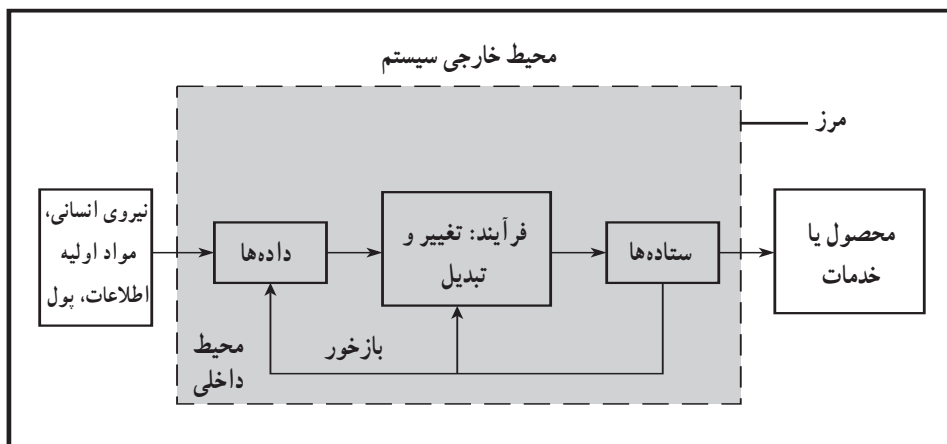 محیط خارجی سیستم
مرز
نیروی انسانی،
مواد اولیه
اطلاعات، پول
داده‌ها
فرآیند: تغییر و
تبدیل
ستاده‌ها
محصول یا
خدمات
بازخور
محیط
داخلی